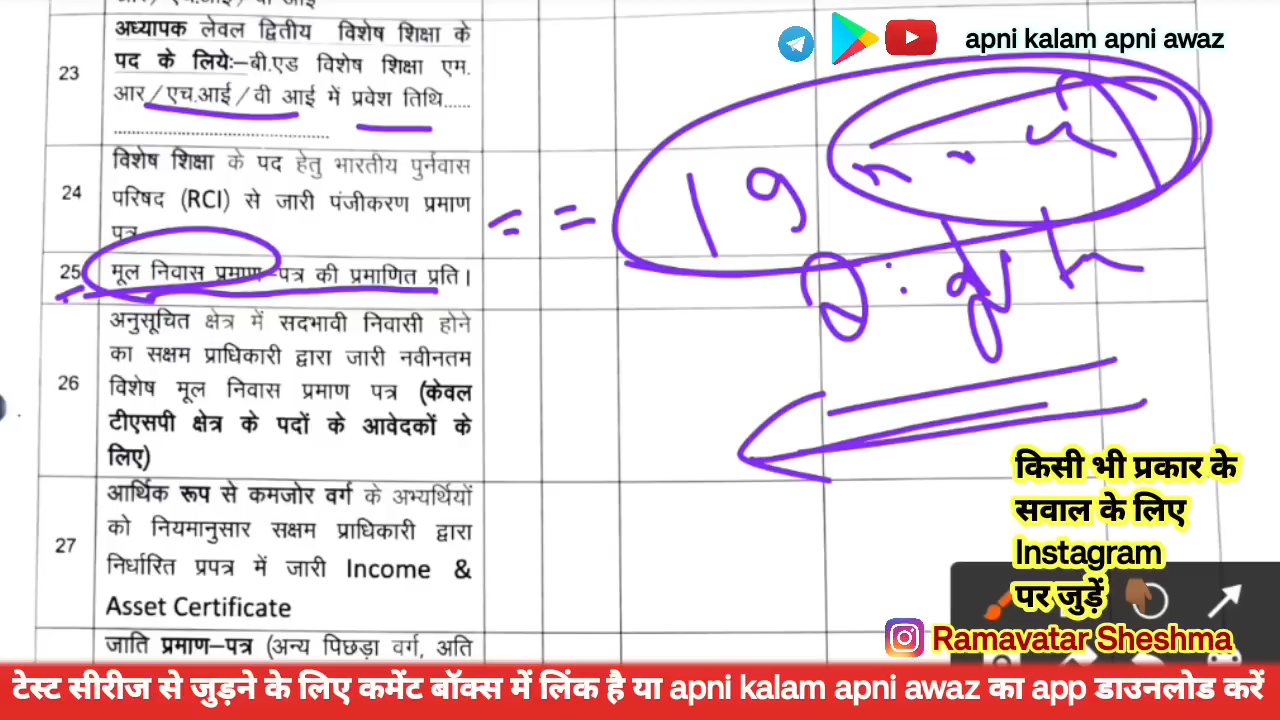 apni kalam apni awaz
अध्यापक लेवल द्वितीय विशेष शिक्षा के
23 पद के लिये:–बी.एड विशेष शिक्षा एम.
आर/एच.आई/वी आई में प्रवेश तिथि......
................................................
विशेष शिक्षा के पद हेतु भारतीय पुर्नवास
24 परिषद (RCI) से जारी पंजीकरण प्रमाण
पत्र
25 मूल निवास प्रमाण–पत्र की प्रमाणित प्रति।
19
अनुसूचित क्षेत्र में सदभावी निवासी होने
का सक्षम प्राधिकारी द्वारा जारी नवीनतम
26 विशेष मूल निवास प्रमाण पत्र (केवल
टीएसपी क्षेत्र के पदों के आवेदकों के
लिए)
आर्थिक रूप से कमजोर वर्ग के अभ्यर्थियों
को नियमानुसार सक्षम प्राधिकारी द्वारा
27 निर्धारित प्रपत्र में जारी Income &
Asset Certificate
जाति प्रमाण–पत्र (अन्य पिछड़ा वर्ग, अति
किसी भी प्रकार के
सवाल के लिए
Instagram
पर जुड़ें
Ramavatar Sheshma
टेस्ट सीरीज से जुड़ने के लिए कमेंट बॉक्स में लिंक है या apni kalam apni awaz का app डाउनलोड करें